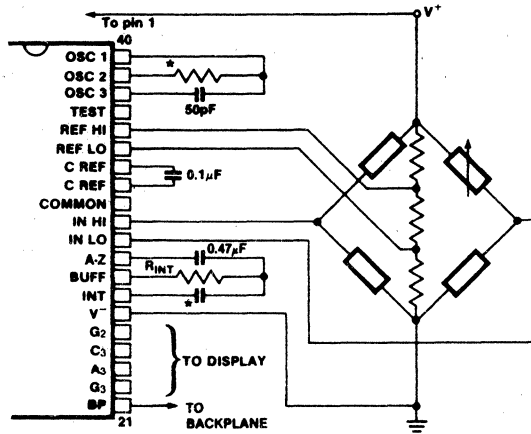 To pin 1
V+
40
OSC 1
OSC 2
*
OSC 3
50pF
TEST
REF HI
REF LO
C REF
0.1μF
C REF
COMMON
IN HI
IN LO
A-Z
0.47μF
BUFF
RINT
INT
*
V−
G2
C3
TO DISPLAY
A3
G3
BP
TO
BACKPLANE
21